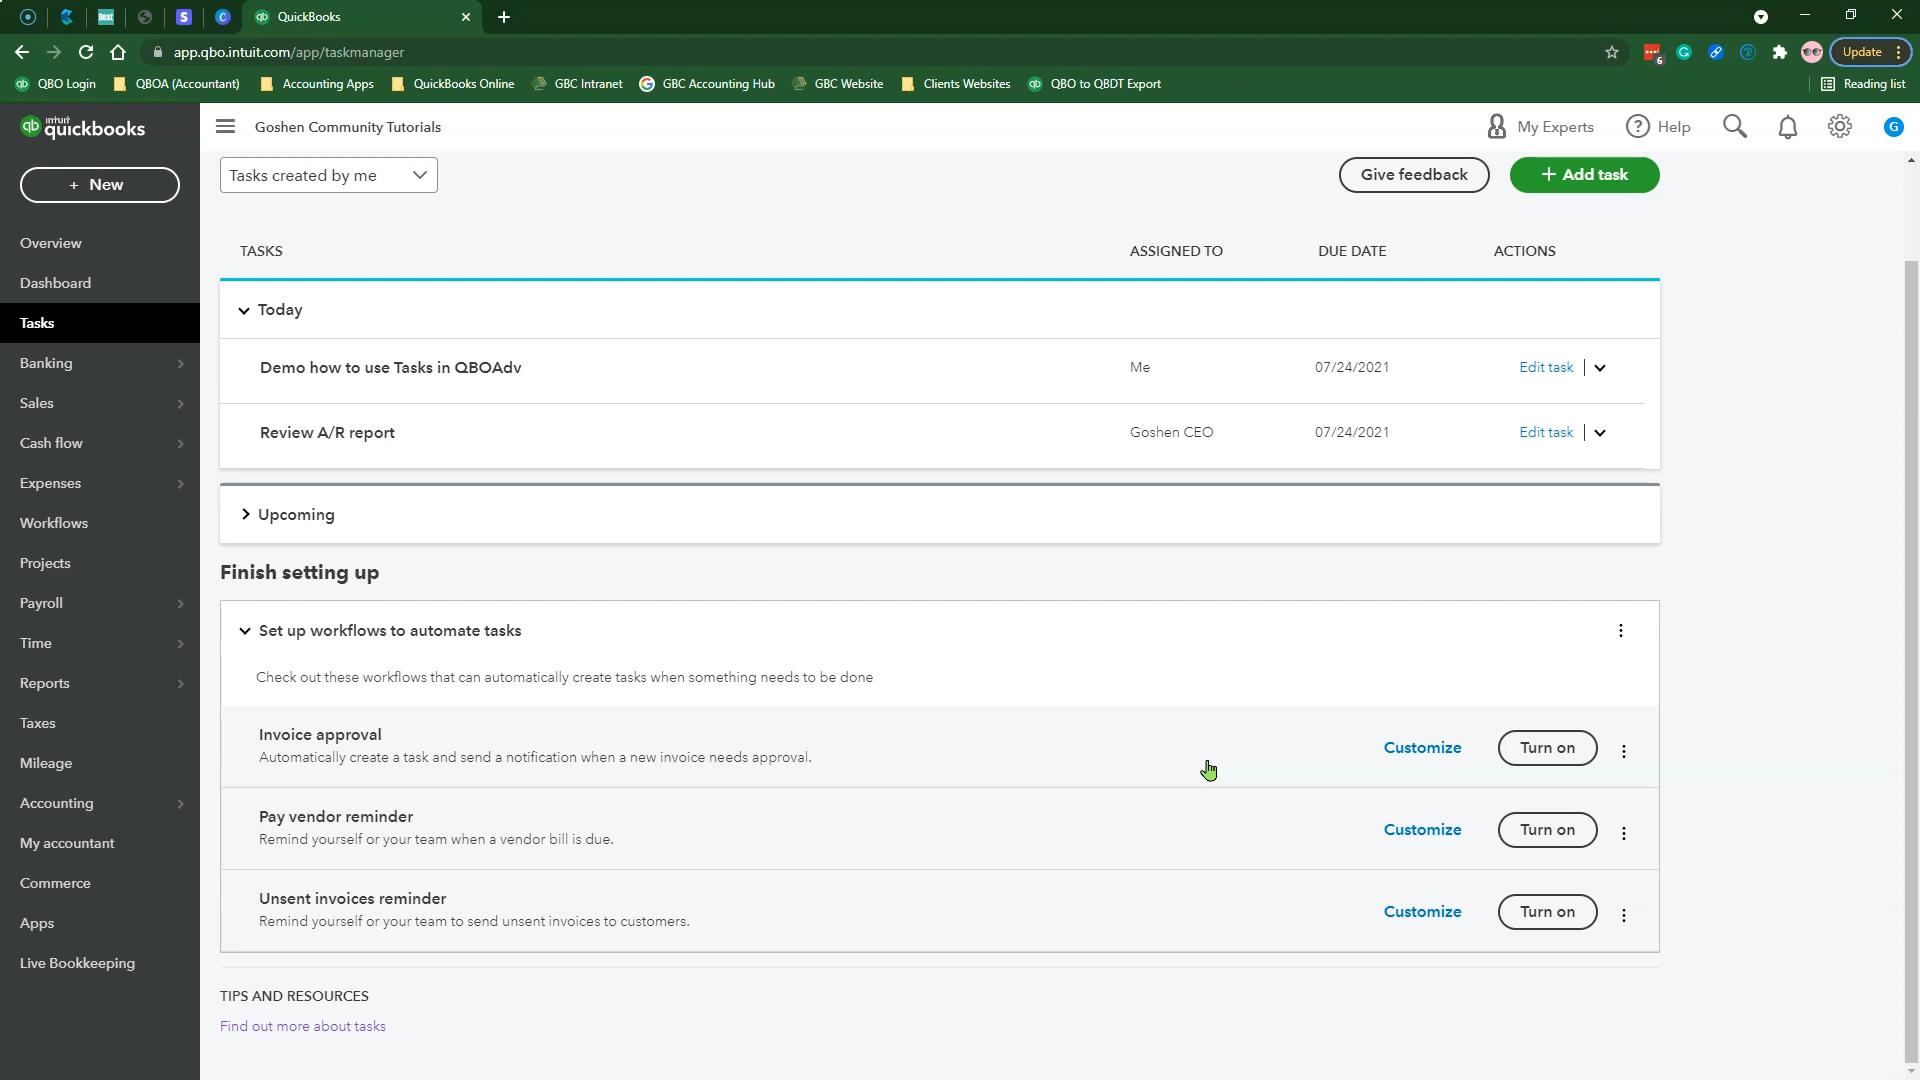 QuickBooks
app.qbo.intuit.com/app/taskmanager
6
Update
QBO Login
QBOA (Accountant)
Accounting Apps
QuickBooks Online
GBC Intranet
GBC Accounting Hub
GBC Website
Clients Websites
QBO to QBDT Export
Reading list
intuit quickbooks
Goshen Community Tutorials
My Experts
Help
G
+ New
Tasks created by me
Give feedback
+ Add task
Overview
Dashboard
Tasks
Banking
Sales
Cash flow
Expenses
Workflows
Projects
Payroll
Time
Reports
Taxes
Mileage
Accounting
My accountant
Commerce
Apps
Live Bookkeeping
TASKS ASSIGNED TO DUE DATE ACTIONS
Today
Demo how to use Tasks in QBOAdv Me 07/24/2021 Edit task
Review A/R report Goshen CEO 07/24/2021 Edit task
Upcoming
Finish setting up
Set up workflows to automate tasks
Check out these workflows that can automatically create tasks when something needs to be done
Invoice approval
Automatically create a task and send a notification when a new invoice needs approval.
Customize Turn on
Pay vendor reminder
Remind yourself or your team when a vendor bill is due.
Customize Turn on
Unsent invoices reminder
Remind yourself or your team to send unsent invoices to customers.
Customize Turn on
TIPS AND RESOURCES
Find out more about tasks